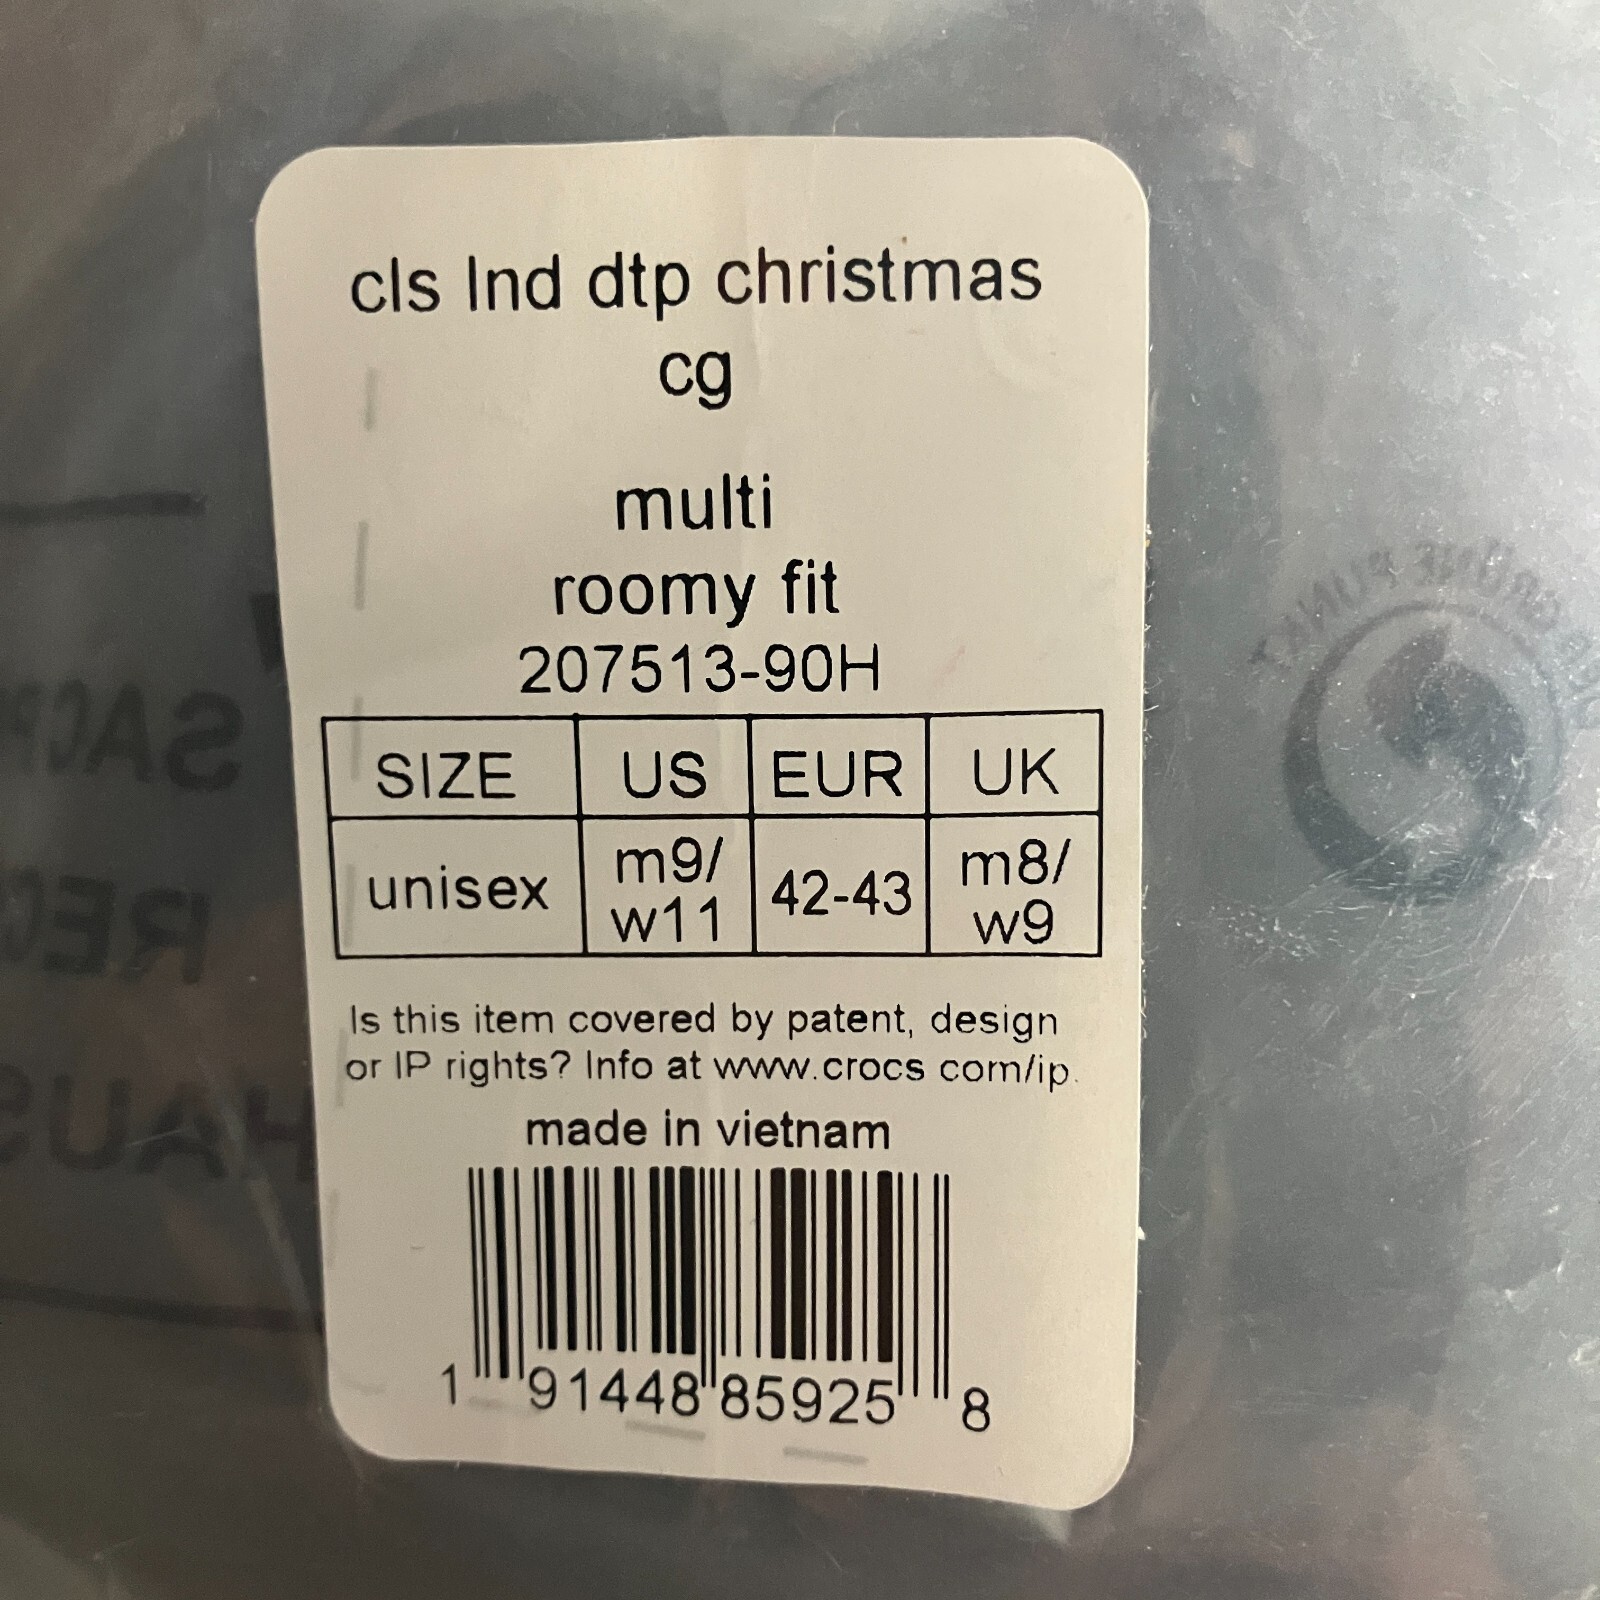 cls lnd dtp christmas
cg
multi
roomy fit
207513-90H
SIZE US EUR UK
unisex m9/ w11 42-43 m8/ w9
Is this item covered by patent, design
or IP rights? Info at www.crocs com/ip.
made in vietnam
1 91448 85925 8